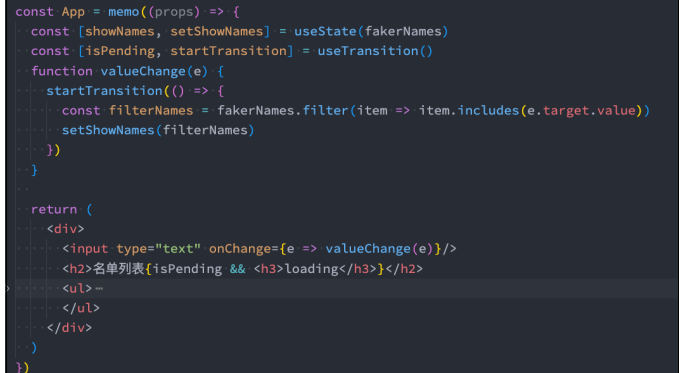 const App = memo((props) => {
  const [showNames, setShowNames] = useState(fakerNames)
  const [isPending, startTransition] = useTransition()
  function valueChange(e) {
    startTransition(() => {
      const filterNames = fakerNames.filter(item => item.includes(e.target.value))
      setShowNames(filterNames)
    })
  }

  return (
    <div>
      <input type="text" onChange={e => valueChange(e)}/>
      <h2>名单列表{isPending && <h3>loading</h3>}</h2>
      <ul>⋯
      </ul>
    </div>
  )
})